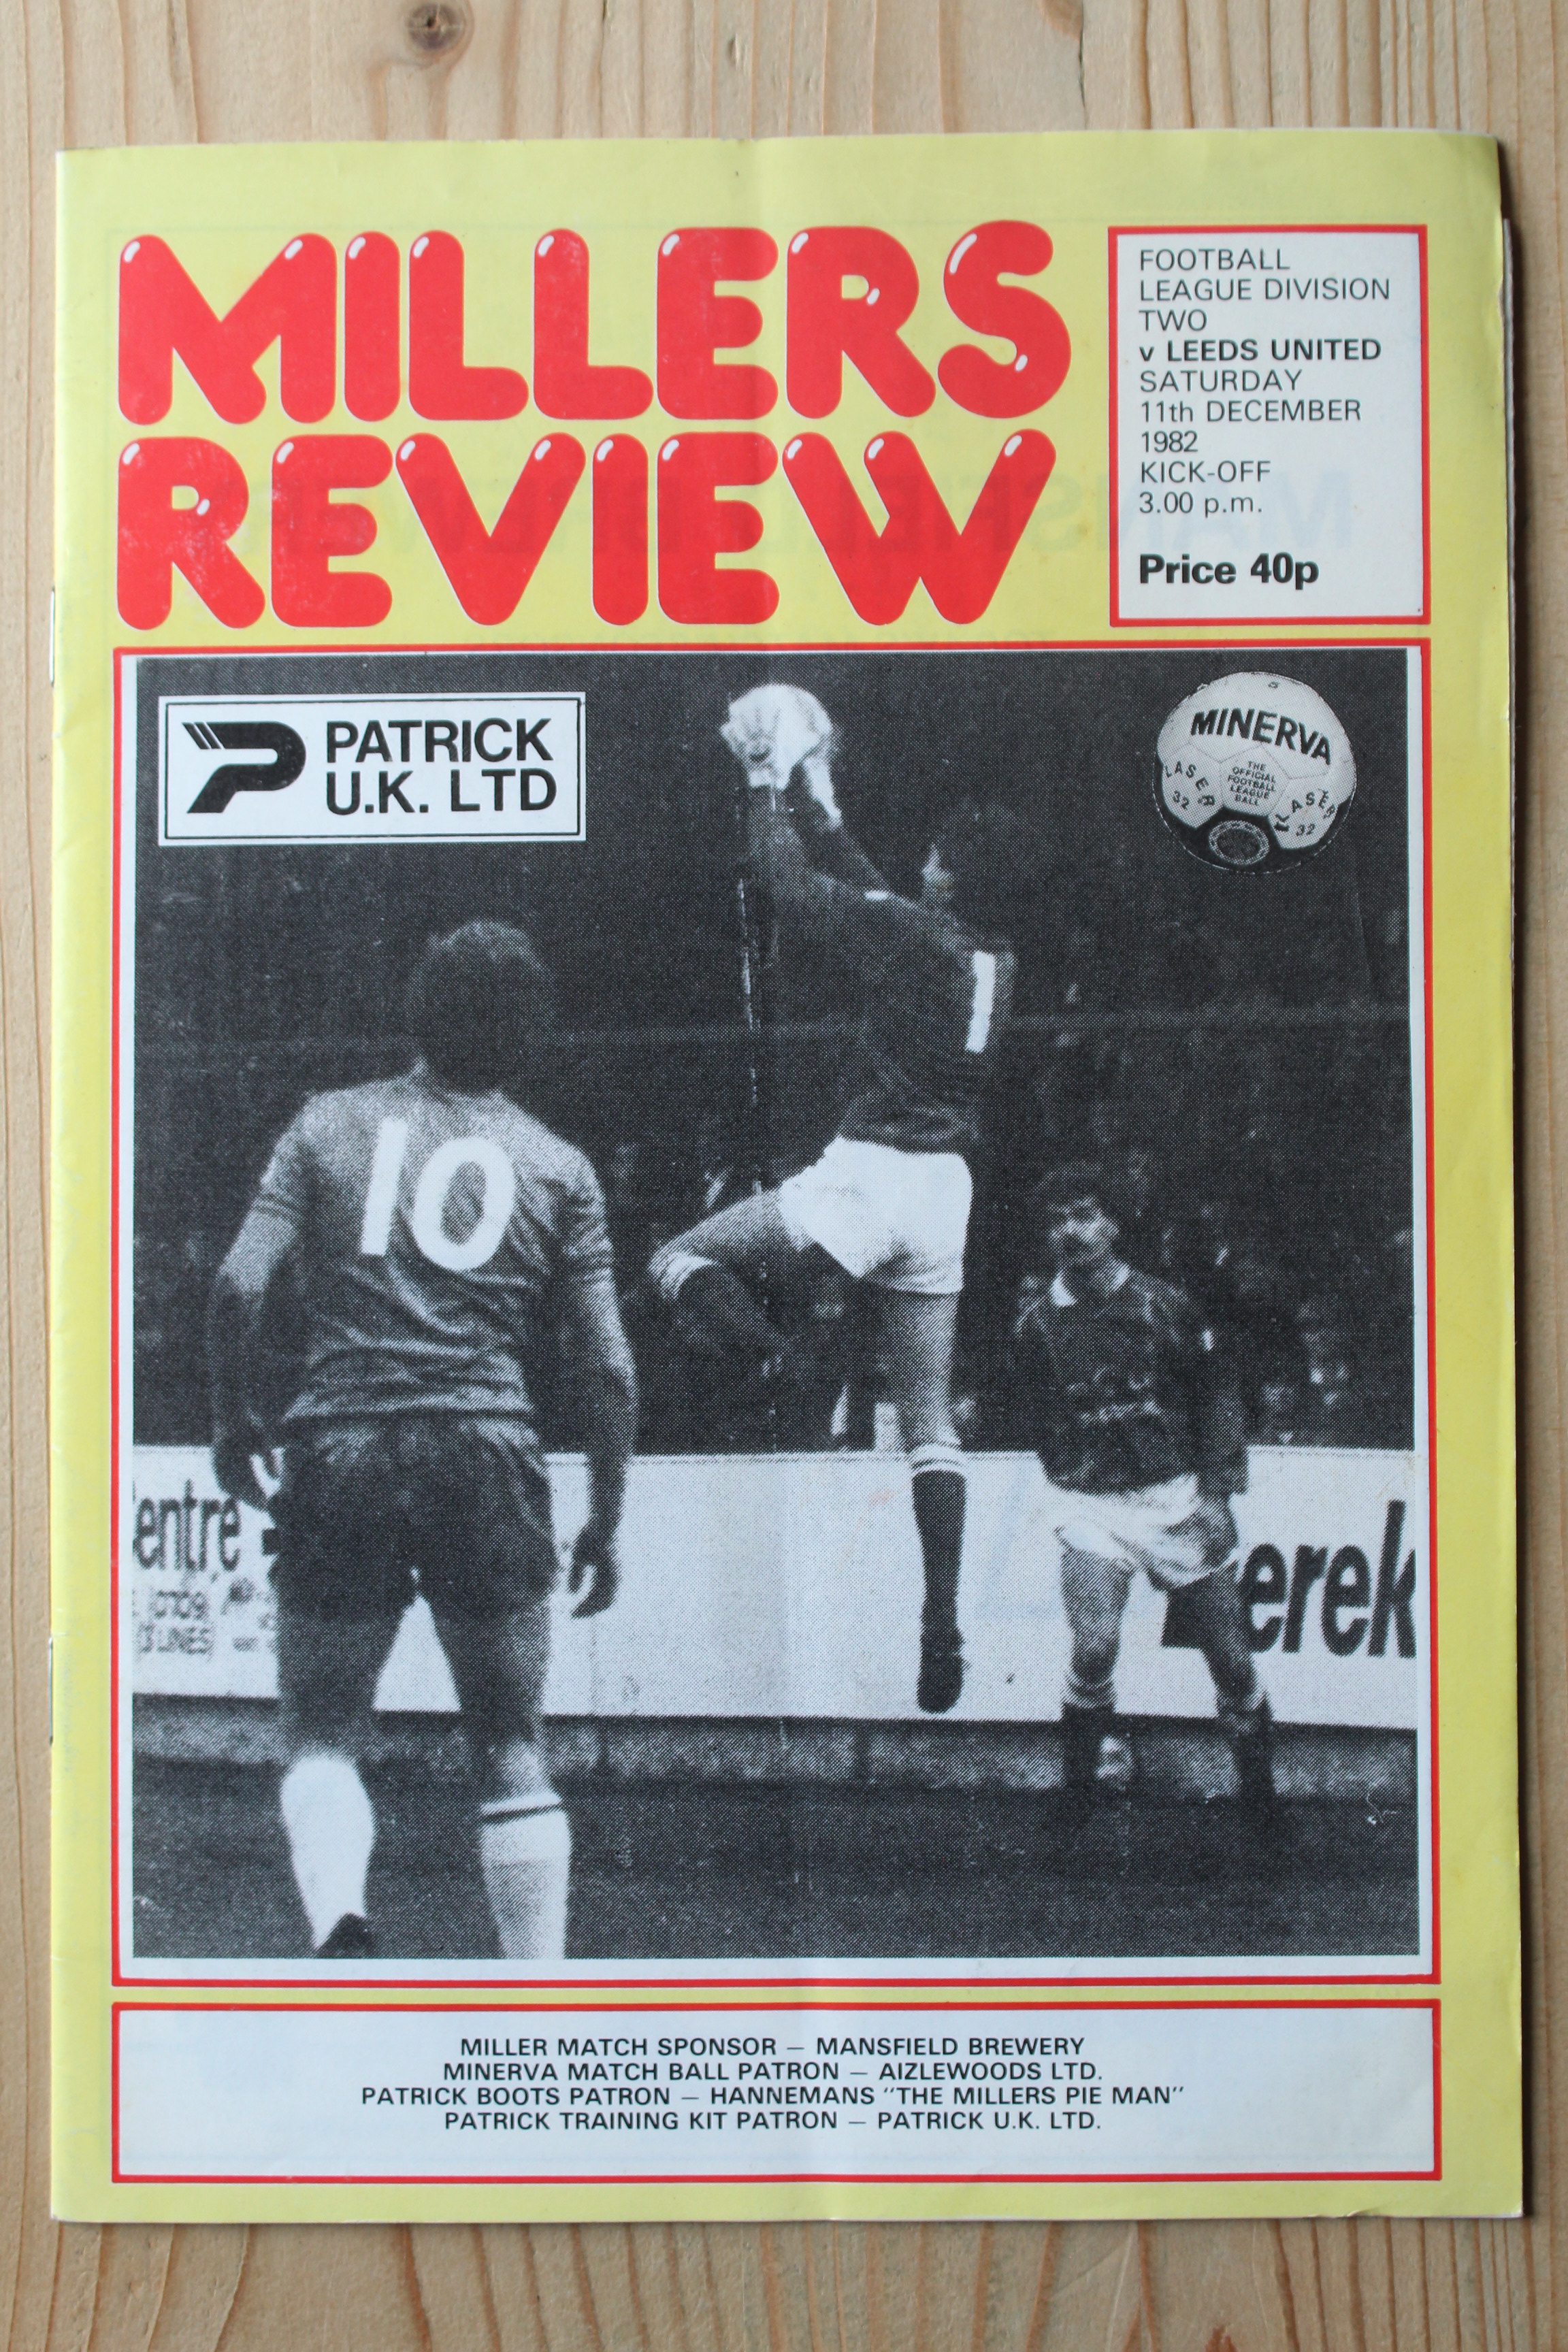 MILLERS
REVIEW
FOOTBALL
LEAGUE DIVISION
TWO
v LEEDS UNITED
SATURDAY
11th DECEMBER
1982
KICK-OFF
3.00 p.m.
Price 40p
PATRICK
U.K. LTD
MINERVA
LASER
32
THE
OFFICIAL
FOOTBALL
LEAGUE
BALL
LASER
32
1
10
entre
LINES)
erek
MILLER MATCH SPONSOR — MANSFIELD BREWERY
MINERVA MATCH BALL PATRON — AIZLEWOODS LTD.
PATRICK BOOTS PATRON — HANNEMANS "THE MILLERS PIE MAN"
PATRICK TRAINING KIT PATRON — PATRICK U.K. LTD.